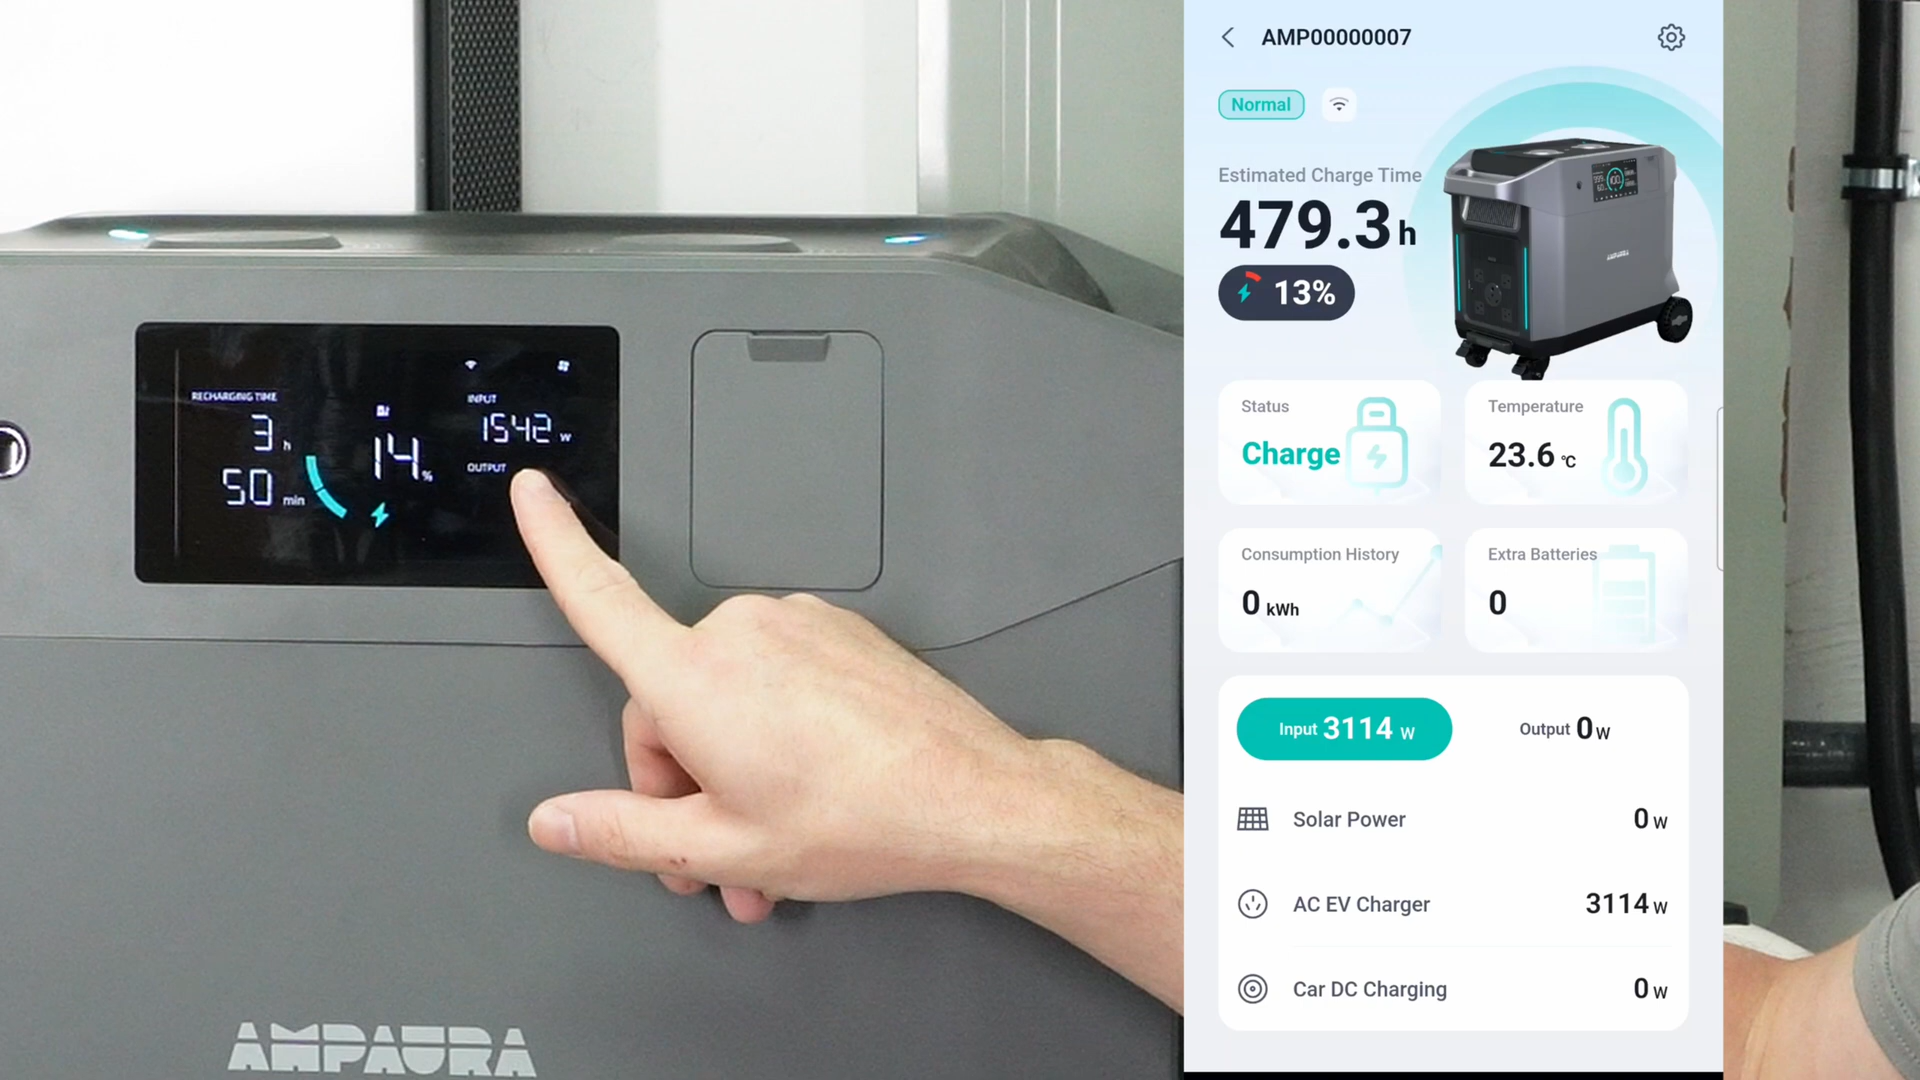 RECHARGING TIME
3 h
50 min
14 %
INPUT
1542 w
OUTPUT
AMPAURA
AMP00000007
Normal
Estimated Charge Time
479.3 h
13%
AMPAURA
Status
Charge
Temperature
23.6 °C
Consumption History
0 kWh
Extra Batteries
0
Input 3114 W
Output 0 W
Solar Power
0 W
AC EV Charger
3114 W
Car DC Charging
0 W